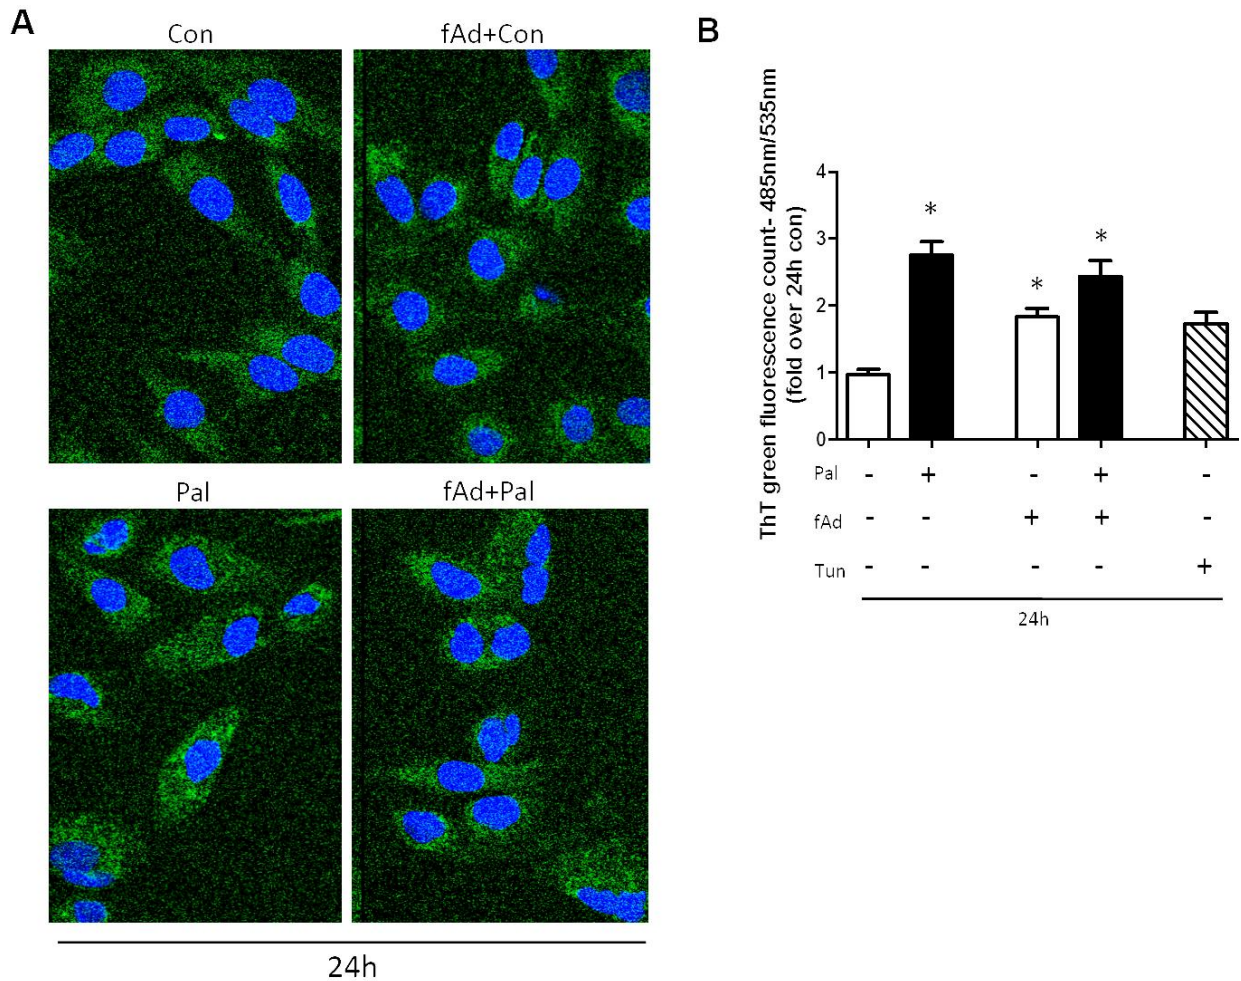 A
Con
fAd+Con
Pal
fAd+Pal
24h
B
ThT green fluorescence count- 485nm/535nm
(fold over 24h con)
4
3
2
1
0
*
*
*
Pal - + - + -
fAd - - + + -
Tun - - - - +
24h